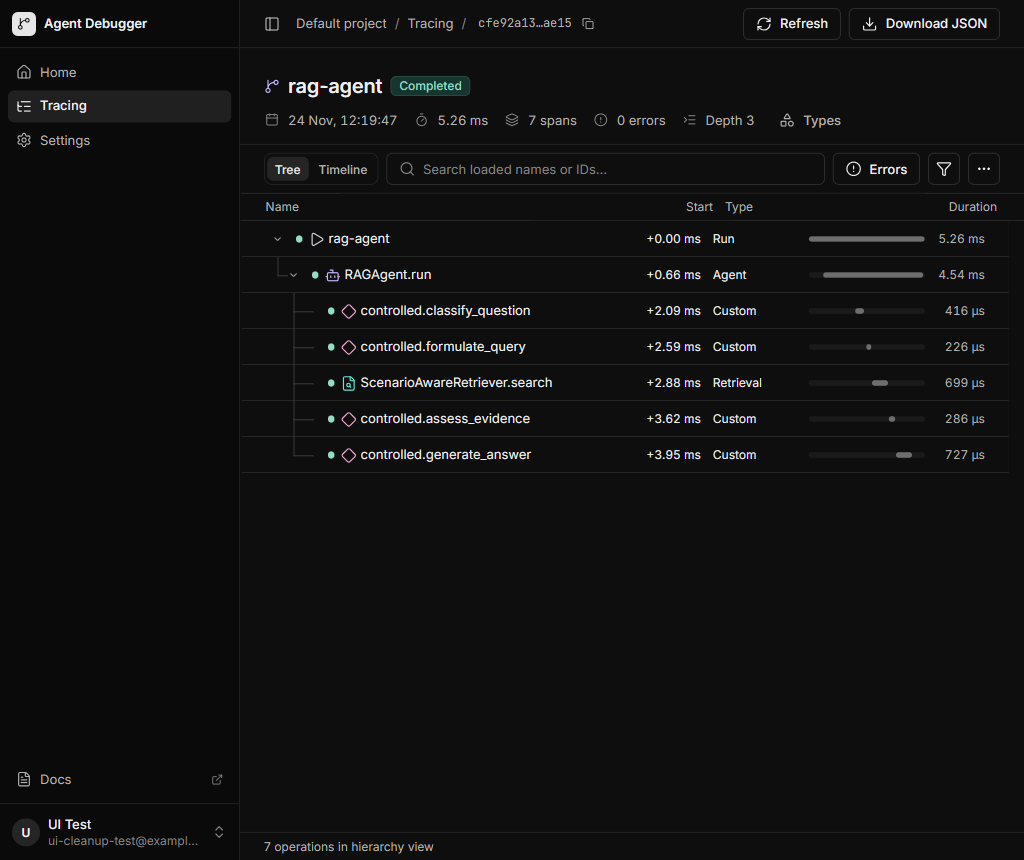 Agent Debugger
Default project / Tracing / cfe92a13…ae15
Refresh
Download JSON
Home
Tracing
Settings
rag-agent Completed
24 Nov, 12:19:47 5.26 ms 7 spans 0 errors Depth 3 Types
Tree Timeline Search loaded names or IDs... Errors
Name Start Type Duration
rag-agent +0.00 ms Run 5.26 ms
RAGAgent.run +0.66 ms Agent 4.54 ms
controlled.classify_question +2.09 ms Custom 416 µs
controlled.formulate_query +2.59 ms Custom 226 µs
ScenarioAwareRetriever.search +2.88 ms Retrieval 699 µs
controlled.assess_evidence +3.62 ms Custom 286 µs
controlled.generate_answer +3.95 ms Custom 727 µs
Docs
U
UI Test
ui-cleanup-test@exampl...
7 operations in hierarchy view